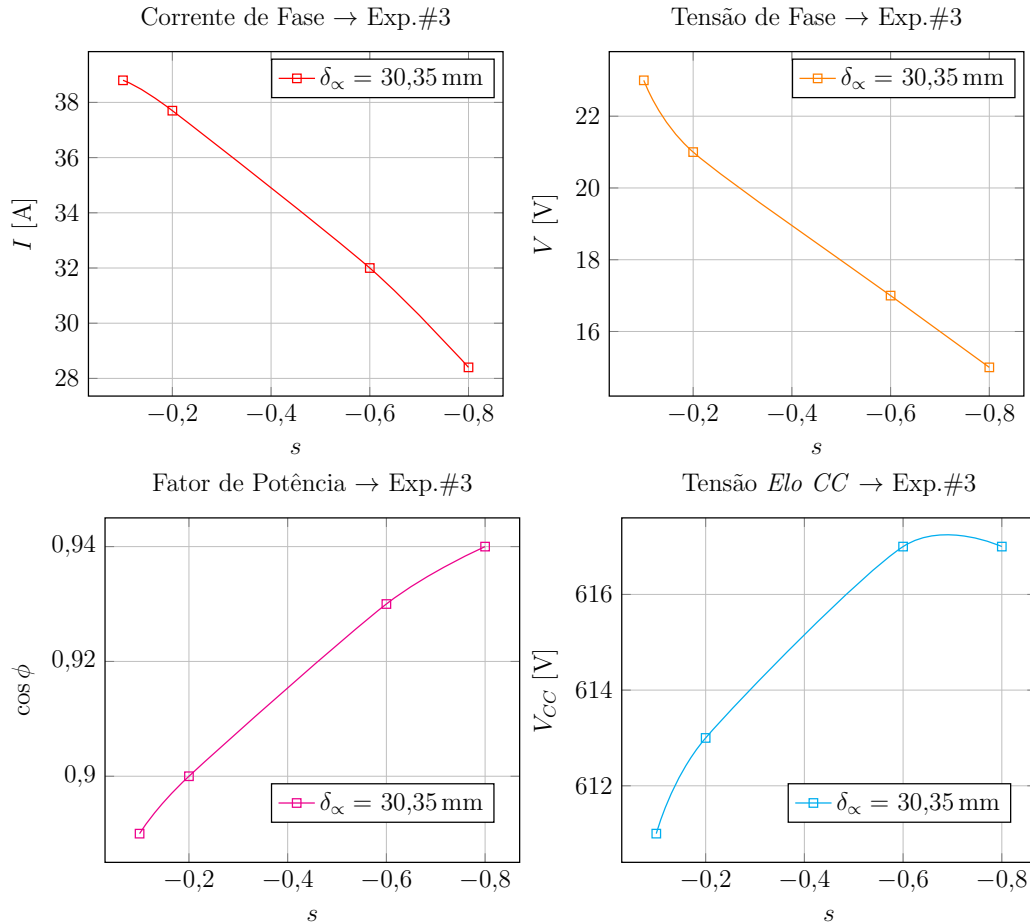 Corrente de Fase → Exp.#3
δ∝ = 30,35 mm
38
36
34
32
30
28
I [A]
−0,2
−0,4
−0,6
−0,8
s
Tensão de Fase → Exp.#3
δ∝ = 30,35 mm
22
20
18
16
V [V]
−0,2
−0,4
−0,6
−0,8
s
Fator de Potência → Exp.#3
0,94
0,92
0,9
cos ϕ
δ∝ = 30,35 mm
−0,2
−0,4
−0,6
−0,8
s
Tensão Elo CC → Exp.#3
616
614
612
V_CC [V]
δ∝ = 30,35 mm
−0,2
−0,4
−0,6
−0,8
s